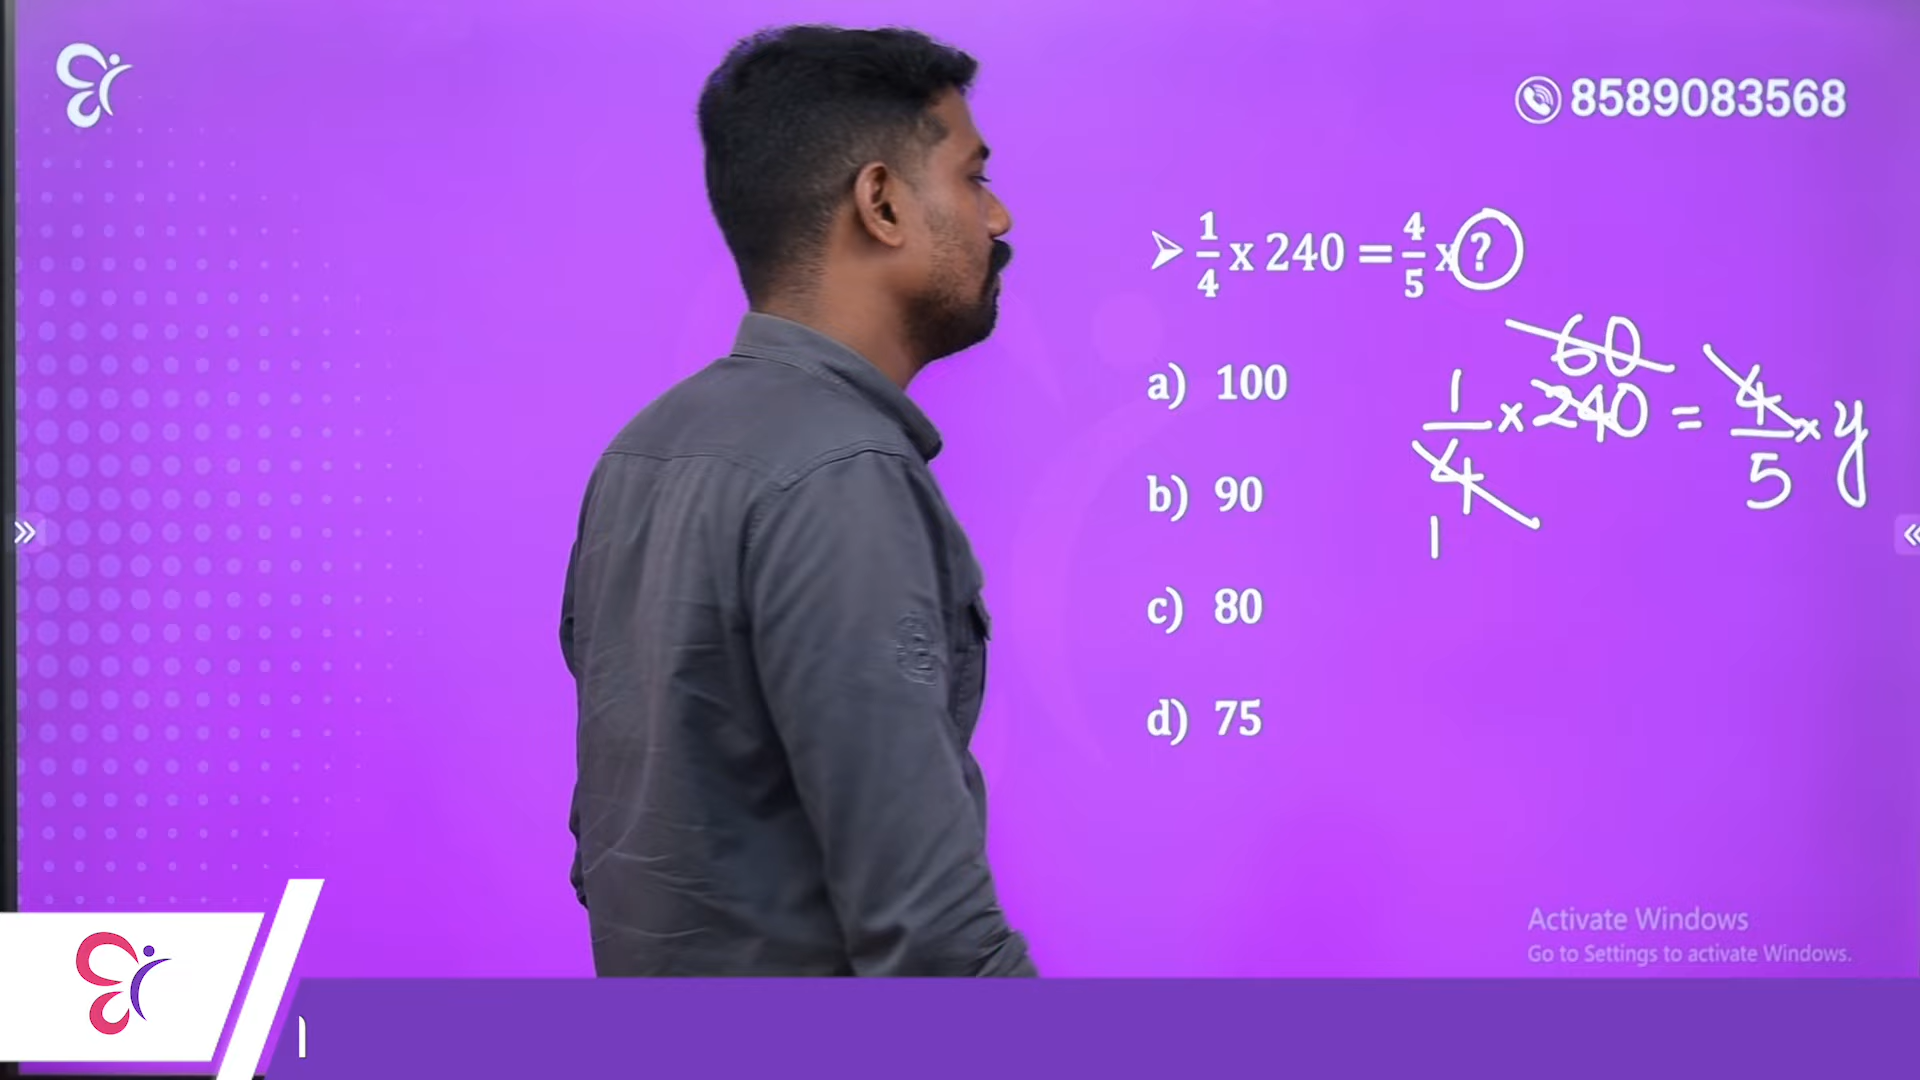 8589083568
➢ 1/4 x 240 = 4/5 x ?
a) 100
b) 90
c) 80
d) 75
60
1/4 × 240 = 4/5 × y
1
Activate Windows
Go to Settings to activate Windows.